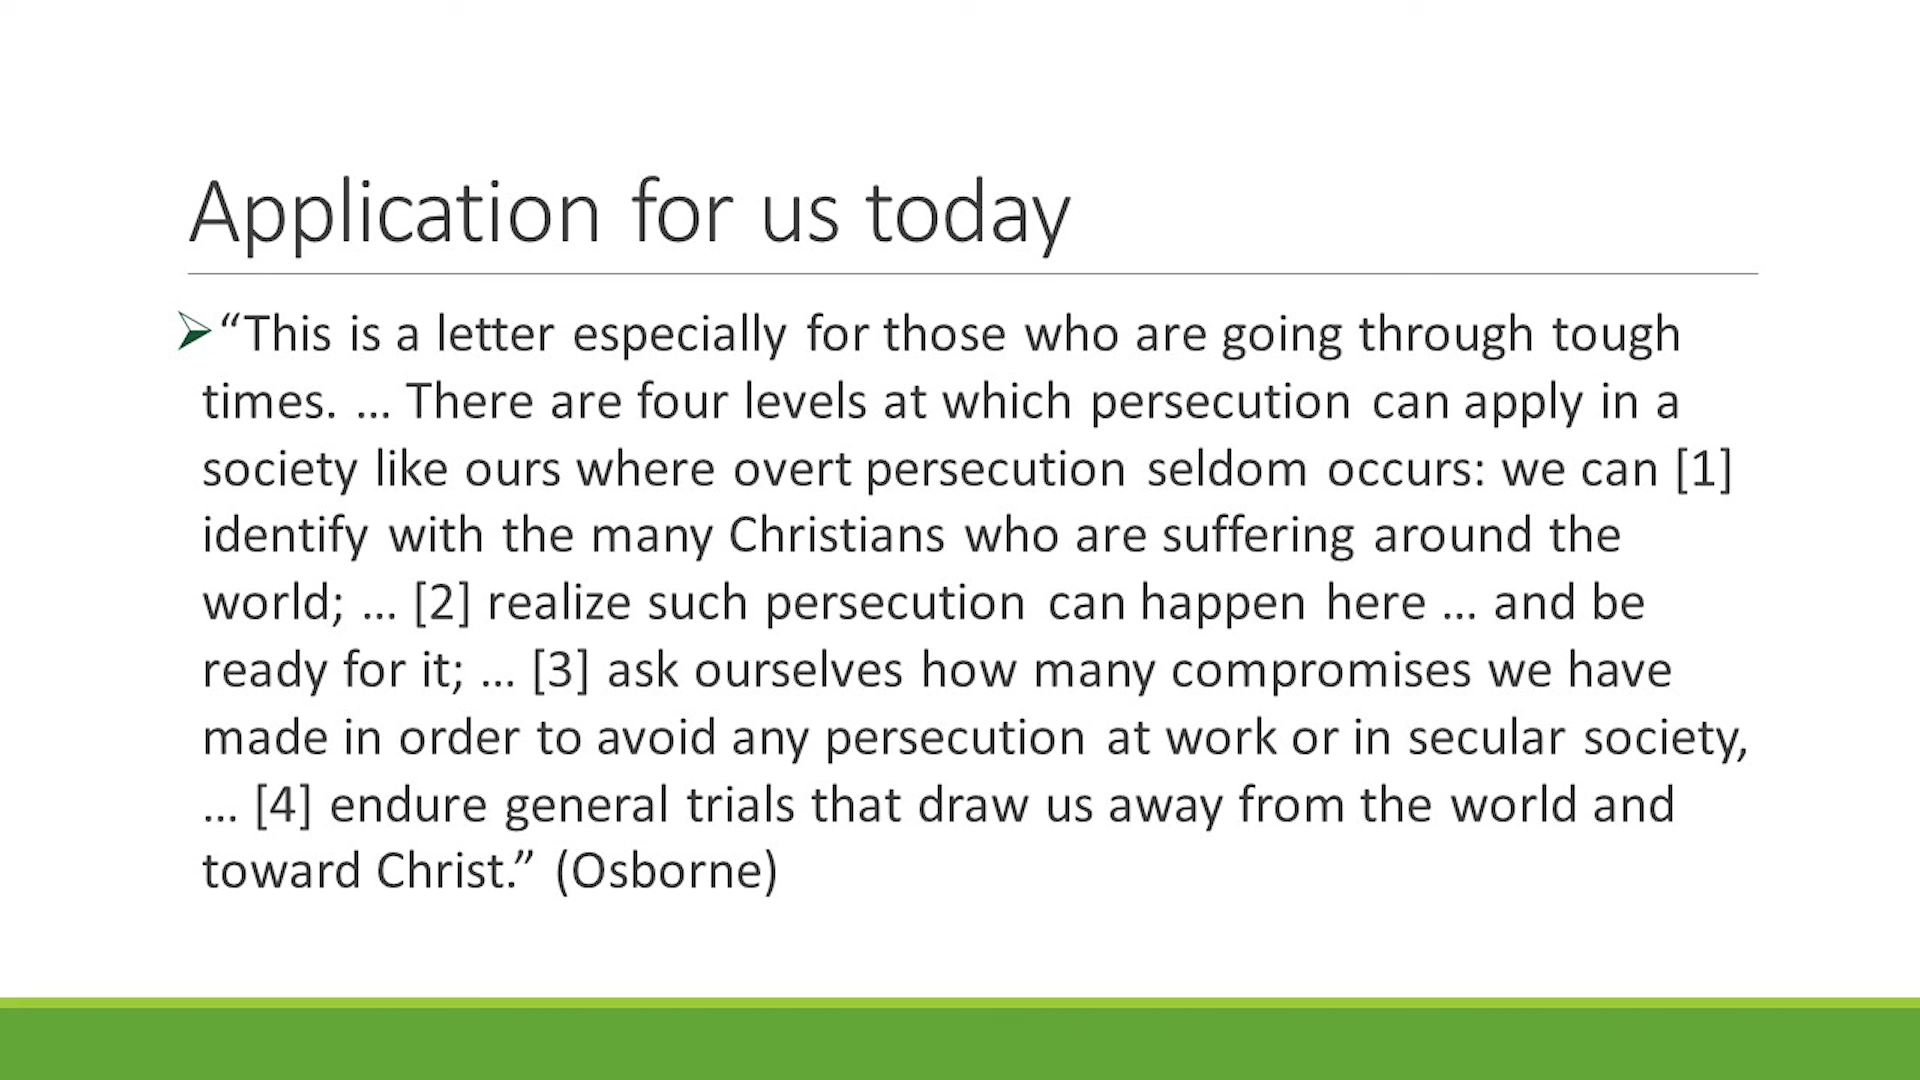 Application for us today
“This is a letter especially for those who are going through tough
times. … There are four levels at which persecution can apply in a
society like ours where overt persecution seldom occurs: we can [1]
identify with the many Christians who are suffering around the
world; … [2] realize such persecution can happen here … and be
ready for it; … [3] ask ourselves how many compromises we have
made in order to avoid any persecution at work or in secular society,
… [4] endure general trials that draw us away from the world and
toward Christ.” (Osborne)